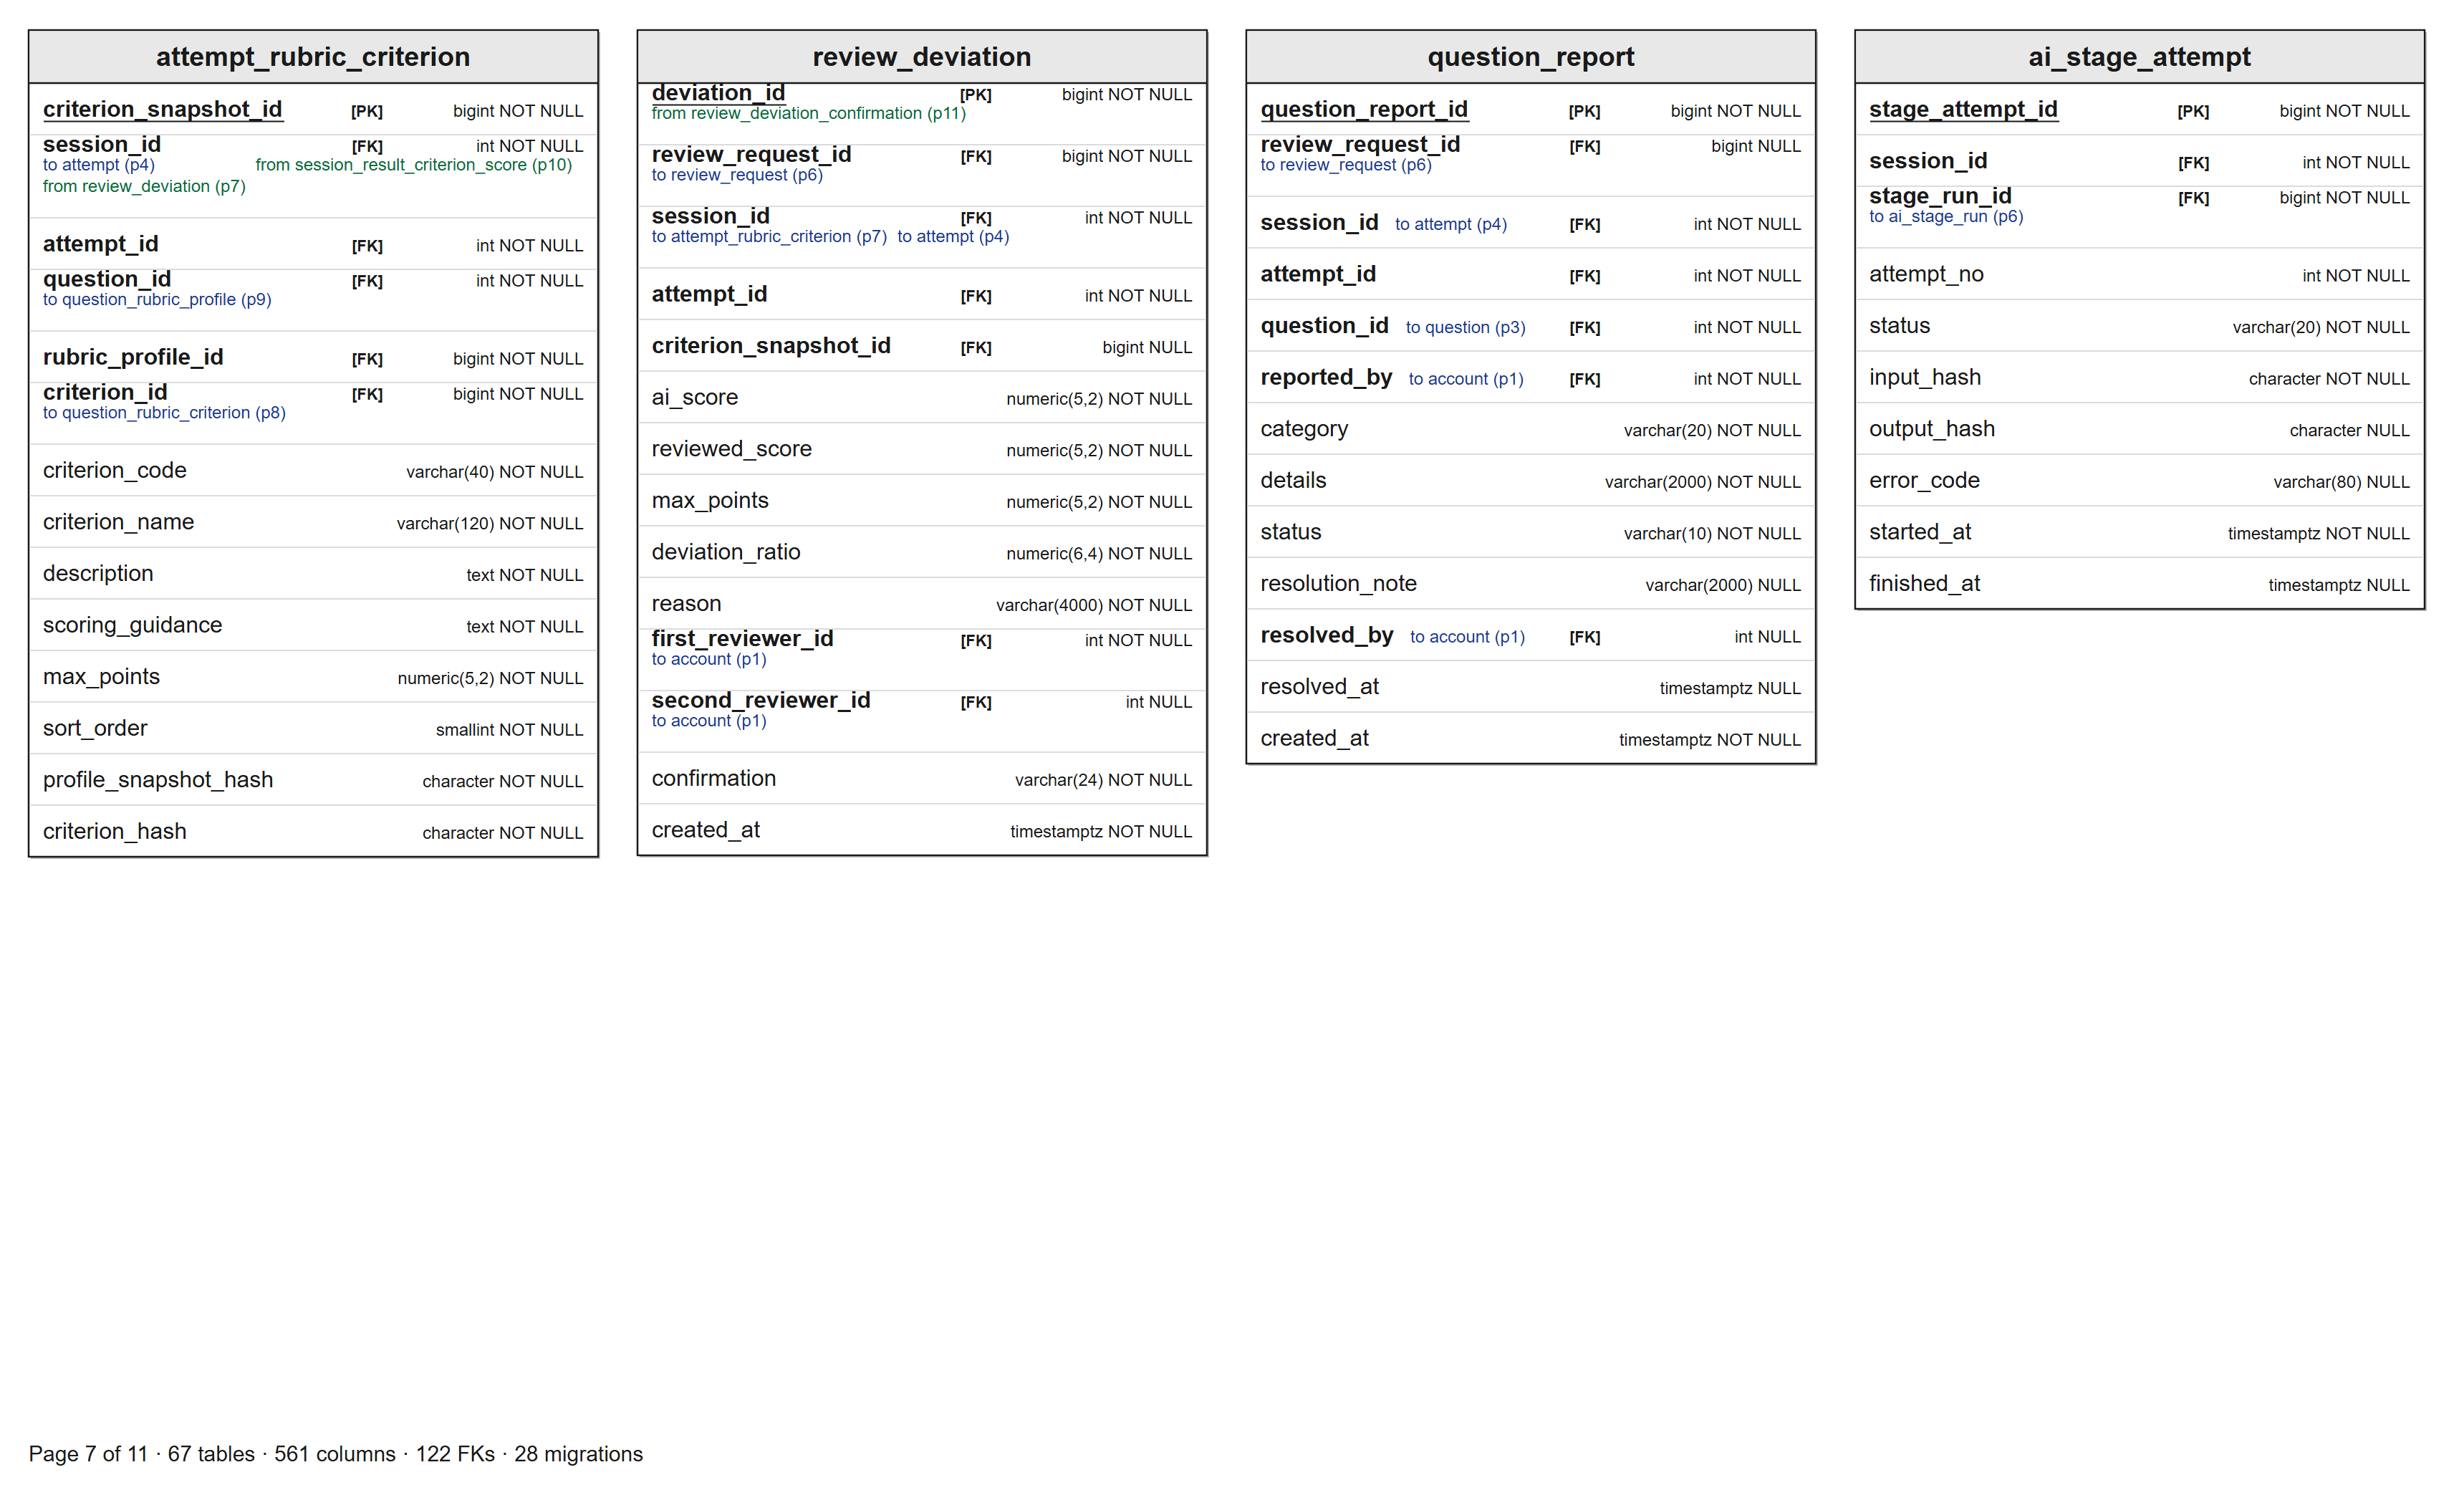 attempt_rubric_criterion
criterion_snapshot_id [PK] bigint NOT NULL
session_id [FK] int NOT NULL
to attempt (p4) from session_result_criterion_score (p10)
from review_deviation (p7)
attempt_id [FK] int NOT NULL
question_id [FK] int NOT NULL
to question_rubric_profile (p9)
rubric_profile_id [FK] bigint NOT NULL
criterion_id [FK] bigint NOT NULL
to question_rubric_criterion (p8)
criterion_code varchar(40) NOT NULL
criterion_name varchar(120) NOT NULL
description text NOT NULL
scoring_guidance text NOT NULL
max_points numeric(5,2) NOT NULL
sort_order smallint NOT NULL
profile_snapshot_hash character NOT NULL
criterion_hash character NOT NULL
review_deviation
deviation_id [PK] bigint NOT NULL
from review_deviation_confirmation (p11)
review_request_id [FK] bigint NOT NULL
to review_request (p6)
session_id [FK] int NOT NULL
to attempt_rubric_criterion (p7) to attempt (p4)
attempt_id [FK] int NOT NULL
criterion_snapshot_id [FK] bigint NULL
ai_score numeric(5,2) NOT NULL
reviewed_score numeric(5,2) NOT NULL
max_points numeric(5,2) NOT NULL
deviation_ratio numeric(6,4) NOT NULL
reason varchar(4000) NOT NULL
first_reviewer_id [FK] int NOT NULL
to account (p1)
second_reviewer_id [FK] int NULL
to account (p1)
confirmation varchar(24) NOT NULL
created_at timestamptz NOT NULL
question_report
question_report_id [PK] bigint NOT NULL
review_request_id [FK] bigint NULL
to review_request (p6)
session_id to attempt (p4) [FK] int NOT NULL
attempt_id [FK] int NOT NULL
question_id to question (p3) [FK] int NOT NULL
reported_by to account (p1) [FK] int NOT NULL
category varchar(20) NOT NULL
details varchar(2000) NOT NULL
status varchar(10) NOT NULL
resolution_note varchar(2000) NULL
resolved_by to account (p1) [FK] int NULL
resolved_at timestamptz NULL
created_at timestamptz NOT NULL
ai_stage_attempt
stage_attempt_id [PK] bigint NOT NULL
session_id [FK] int NOT NULL
stage_run_id [FK] bigint NOT NULL
to ai_stage_run (p6)
attempt_no int NOT NULL
status varchar(20) NOT NULL
input_hash character NOT NULL
output_hash character NULL
error_code varchar(80) NULL
started_at timestamptz NOT NULL
finished_at timestamptz NULL
Page 7 of 11 · 67 tables · 561 columns · 122 FKs · 28 migrations